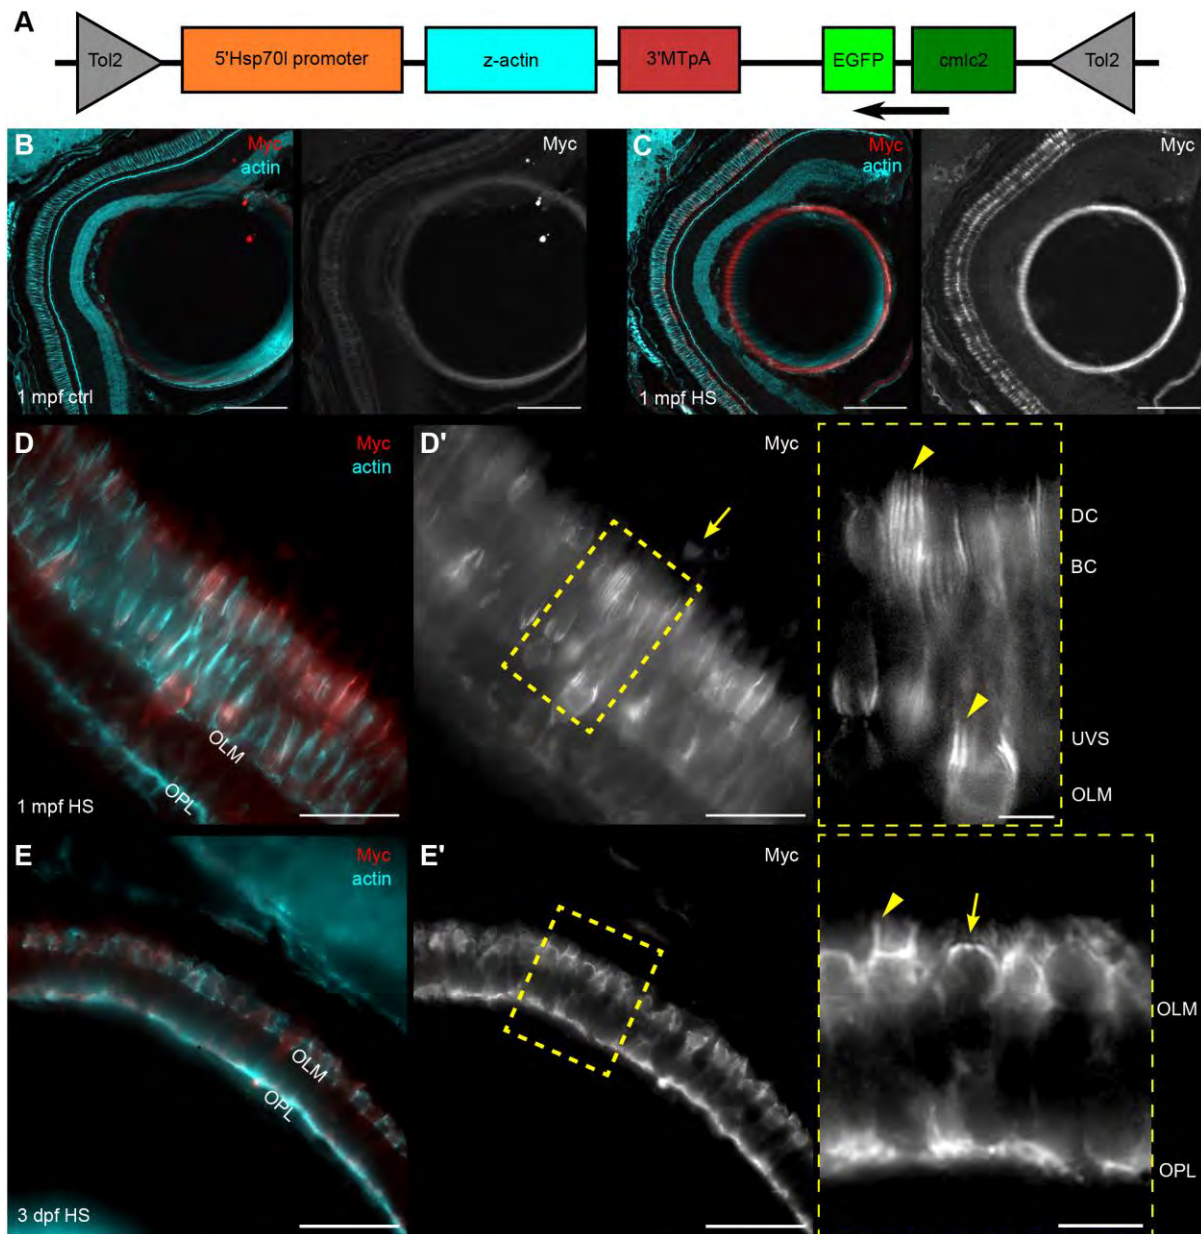 A
Tol2
5'Hsp70l promoter
z-actin
3'MTpA
EGFP
cmlc2
Tol2
B
Myc
actin
Myc
1 mpf ctrl
C
Myc
actin
Myc
1 mpf HS
D
Myc
actin
OLM
OPL
1 mpf HS
D'
Myc
DC
BC
UVS
OLM
E
Myc
actin
OLM
OPL
3 dpf HS
E'
Myc
OLM
OPL